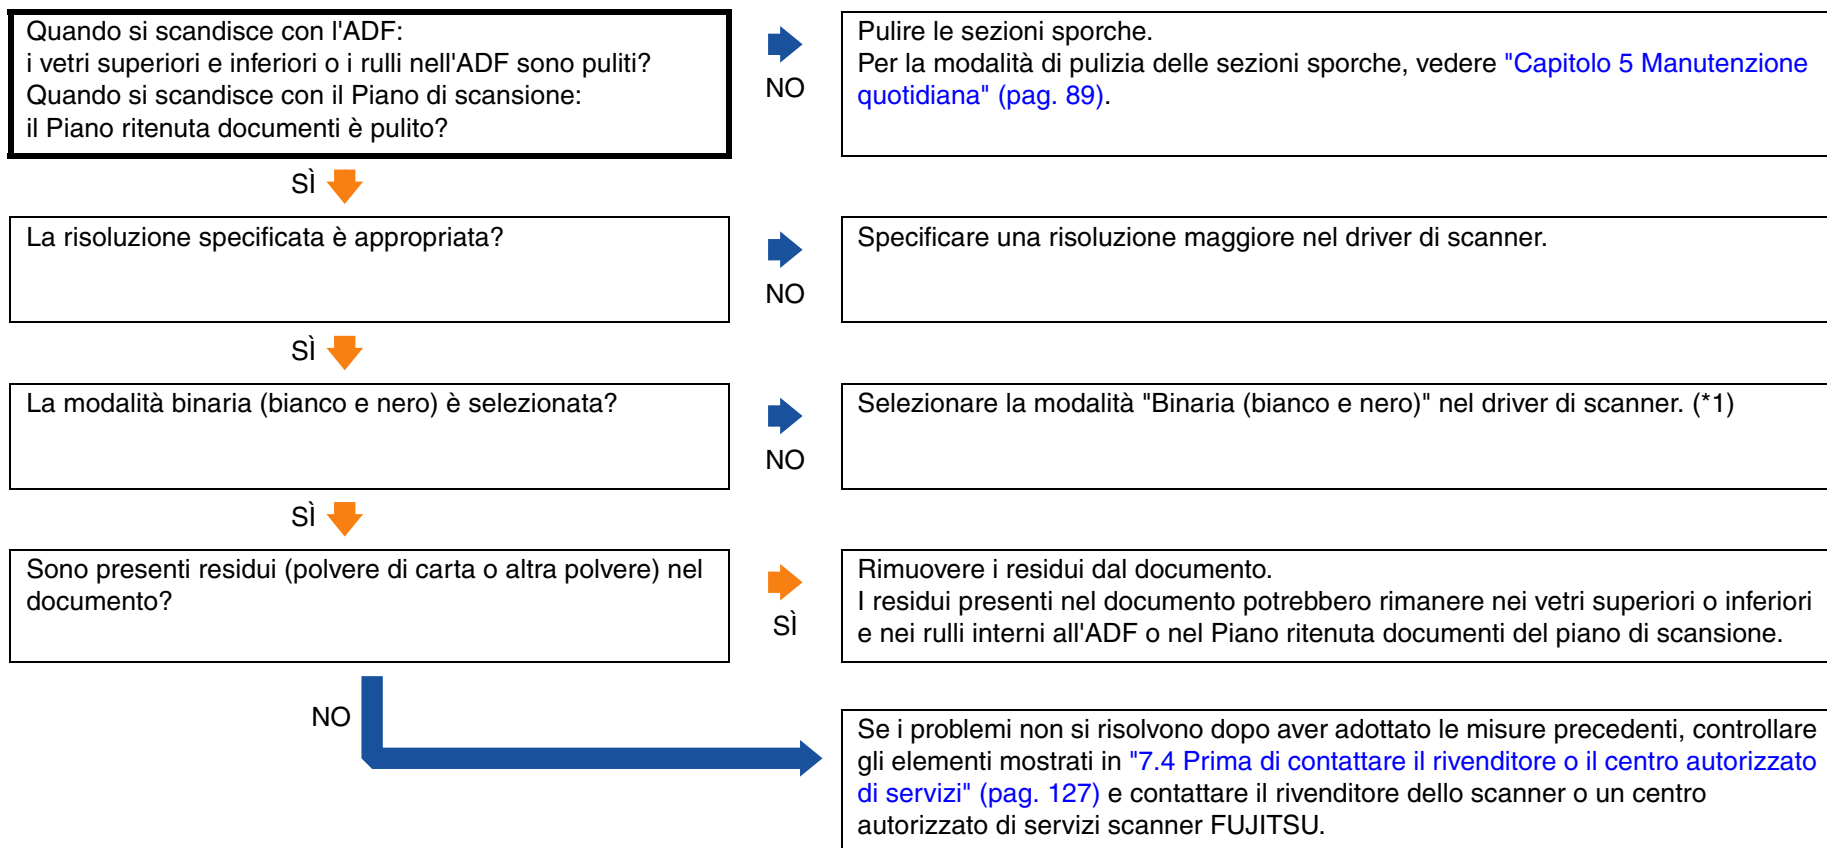 Quando si scandisce con l'ADF:
i vetri superiori e inferiori o i rulli nell'ADF sono puliti?
Quando si scandisce con il Piano di scansione:
il Piano ritenuta documenti è pulito?
NO
Pulire le sezioni sporche.
Per la modalità di pulizia delle sezioni sporche, vedere "Capitolo 5 Manutenzione
quotidiana" (pag. 89).
SÌ
La risoluzione specificata è appropriata?
NO
Specificare una risoluzione maggiore nel driver di scanner.
SÌ
La modalità binaria (bianco e nero) è selezionata?
NO
Selezionare la modalità "Binaria (bianco e nero)" nel driver di scanner. (*1)
SÌ
Sono presenti residui (polvere di carta o altra polvere) nel
documento?
SÌ
Rimuovere i residui dal documento.
I residui presenti nel documento potrebbero rimanere nei vetri superiori o inferiori
e nei rulli interni all'ADF o nel Piano ritenuta documenti del piano di scansione.
NO
Se i problemi non si risolvono dopo aver adottato le misure precedenti, controllare
gli elementi mostrati in "7.4 Prima di contattare il rivenditore o il centro autorizzato
di servizi" (pag. 127) e contattare il rivenditore dello scanner o un centro
autorizzato di servizi scanner FUJITSU.